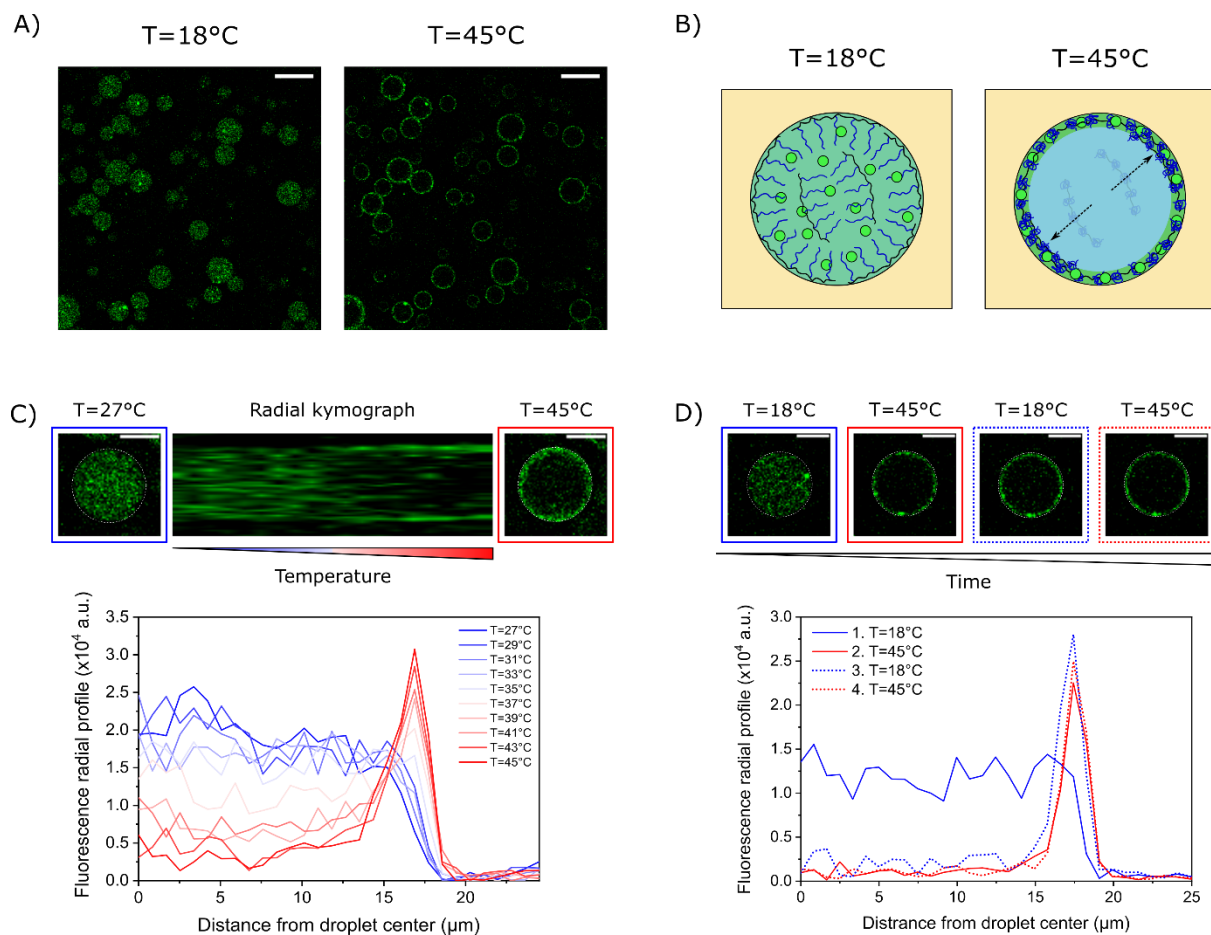 A)
T=18°C
T=45°C
B)
T=18°C
T=45°C
C)
T=27°C
Radial kymograph
T=45°C
Temperature
Fluorescence radial profile (x10⁴ a.u.)
3.5
3.0
2.5
2.0
1.5
1.0
0.5
0.0
T=27°C
T=29°C
T=31°C
T=33°C
T=35°C
T=37°C
T=39°C
T=41°C
T=43°C
T=45°C
0
5
10
15
20
Distance from droplet center (µm)
D)
T=18°C
T=45°C
T=18°C
T=45°C
Time
Fluorescence radial profile (x10⁴ a.u.)
3.0
2.5
2.0
1.5
1.0
0.5
0.0
1. T=18°C
2. T=45°C
3. T=18°C
4. T=45°C
0
5
10
15
20
25
Distrance from droplet center (µm)